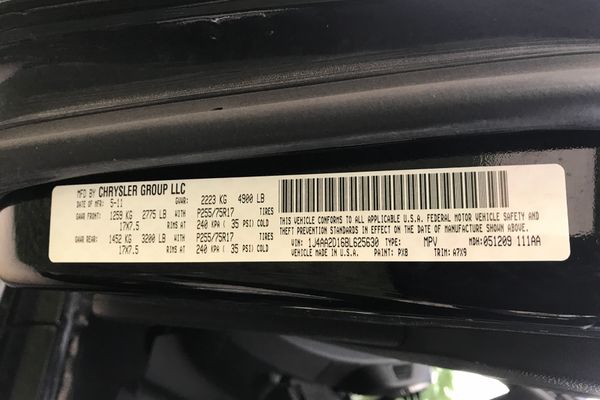 MFD BY CHRYSLER GROUP LLC
DATE OF MFR: 5-11 GVWR: 2223 KG 4900 LB
GAWR FRONT: 1259 KG 2775 LB WITH P255/75R17 TIRES
17X7.5 RIMS AT 240 KPA ( 35 PSI) COLD
GAWR REAR: 1452 KG 3200 LB WITH P255/75R17 TIRES
17X7.5 RIMS AT 240 KPA ( 35 PSI) COLD
THIS VEHICLE CONFORMS TO ALL APPLICABLE U.S.A. FEDERAL MOTOR VEHICLE SAFETY AND
THEFT PREVENTION STANDARDS IN EFFECT ON THE DATE OF MANUFACTURE SHOWN ABOVE.
VIN: 1J4AA2D16BL625630 TYPE: MPV MDH: 051209 111AA
VEHICLE MADE IN U.S.A. PAINT: PX8 TRIM: A7X9